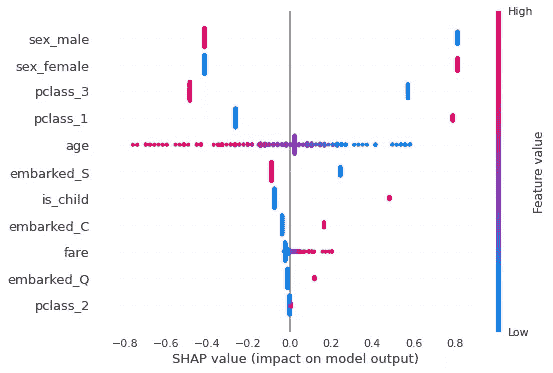 High
sex_male
sex_female
pclass_3
pclass_1
age
embarked_S
is_child
embarked_C
fare
embarked_Q
pclass_2
Low
Feature value
−0.8 −0.6 −0.4 −0.2 0.0 0.2 0.4 0.6 0.8
SHAP value (impact on model output)